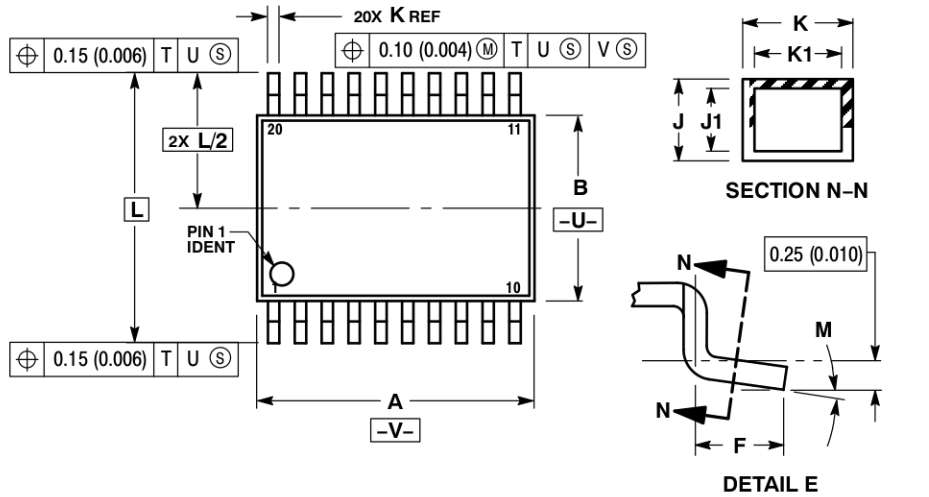 20X K REF
⌖ 0.15 (0.006) T U Ⓢ
⌖ 0.10 (0.004) Ⓜ T U Ⓢ V Ⓢ
20 11
2X L/2
L
B
–U–
PIN 1
IDENT
1 10
⌖ 0.15 (0.006) T U Ⓢ
A
–V–
K
K1
J J1
SECTION N–N
0.25 (0.010)
N
M
N
F
DETAIL E